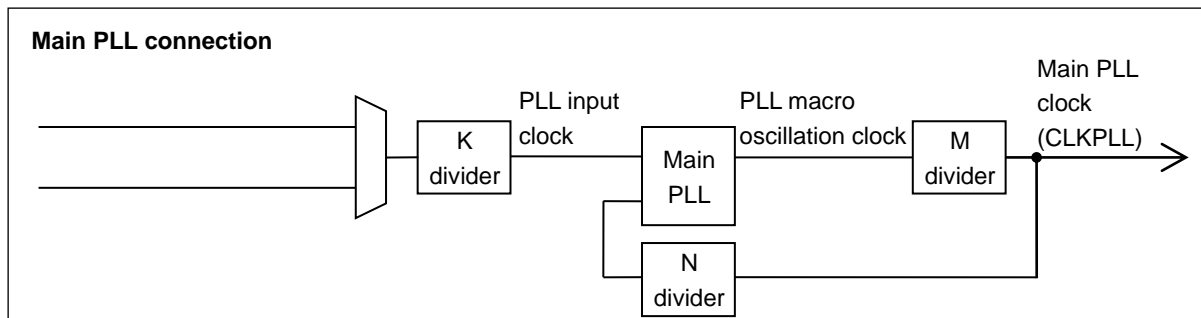 Main PLL connection
PLL input
clock
PLL macro
oscillation clock
Main PLL
clock
(CLKPLL)
K
divider
Main
PLL
M
divider
N
divider